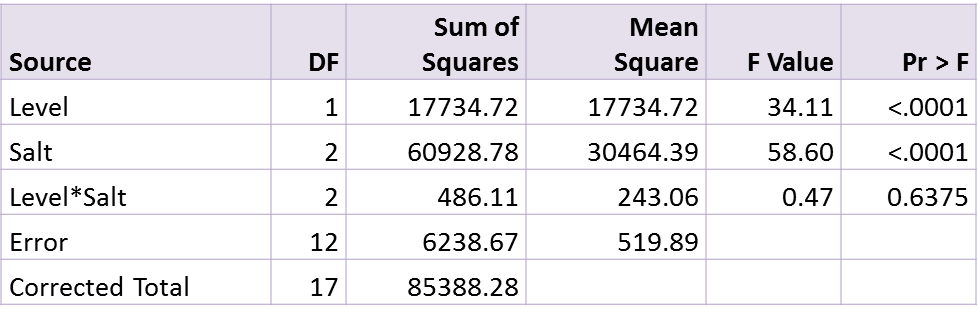 Source DF Sum of Squares Mean Square F Value Pr > F
Level 1 17734.72 17734.72 34.11 <.0001
Salt 2 60928.78 30464.39 58.60 <.0001
Level*Salt 2 486.11 243.06 0.47 0.6375
Error 12 6238.67 519.89
Corrected Total 17 85388.28